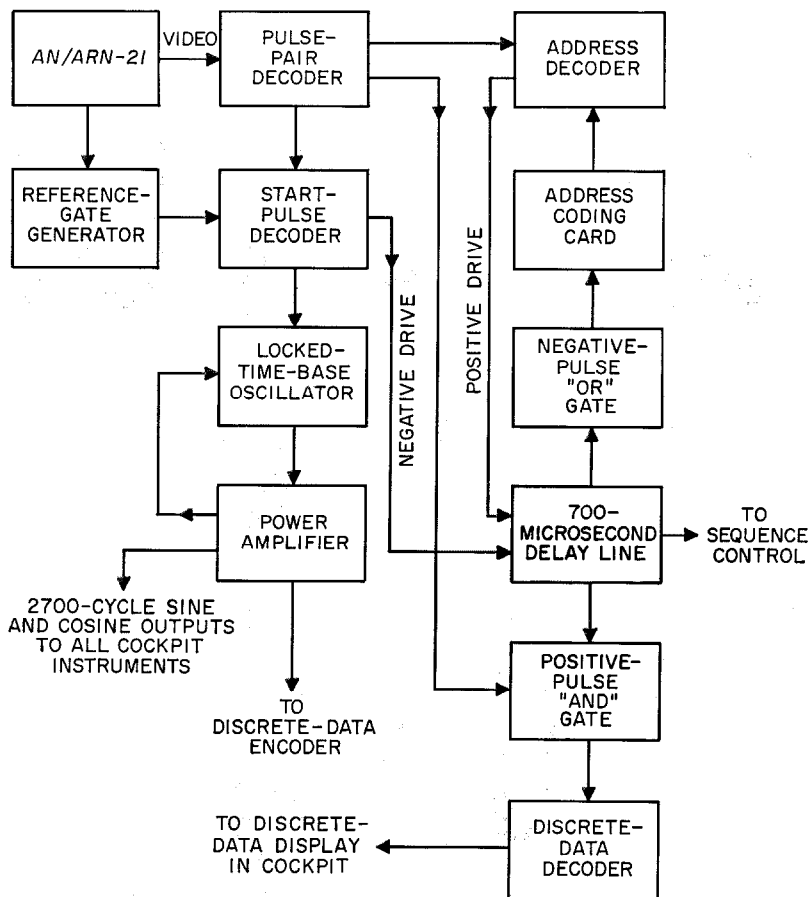 AN/ARN-21
VIDEO
PULSE-
PAIR
DECODER
ADDRESS
DECODER
REFERENCE-
GATE
GENERATOR
START-
PULSE
DECODER
ADDRESS
CODING
CARD
NEGATIVE DRIVE
POSITIVE DRIVE
LOCKED-
TIME-BASE
OSCILLATOR
NEGATIVE-
PULSE
"OR"
GATE
POWER
AMPLIFIER
700-
MICROSECOND
DELAY LINE
TO
SEQUENCE
CONTROL
2700-CYCLE SINE
AND COSINE OUTPUTS
TO ALL COCKPIT
INSTRUMENTS
TO
DISCRETE-DATA
ENCODER
POSITIVE-
PULSE
"AND"
GATE
TO DISCRETE-
DATA DISPLAY
IN COCKPIT
DISCRETE-
DATA
DECODER